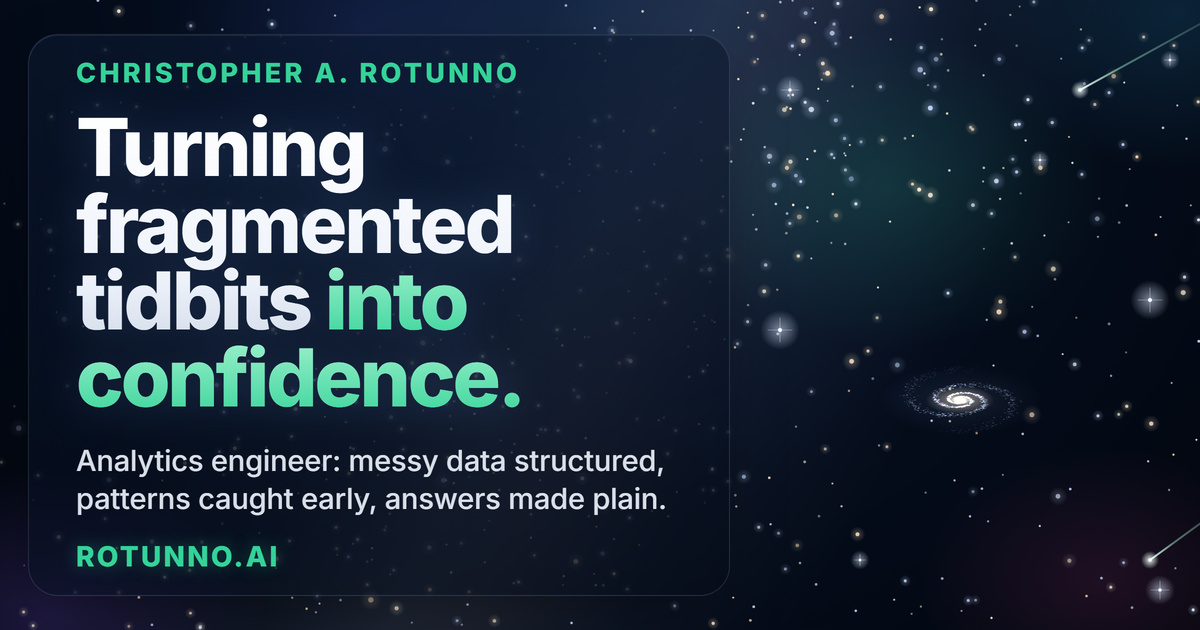 CHRISTOPHER A. ROTUNNO
Turning
fragmented
tidbits into
confidence.
Analytics engineer: messy data structured,
patterns caught early, answers made plain.
ROTUNNO.AI